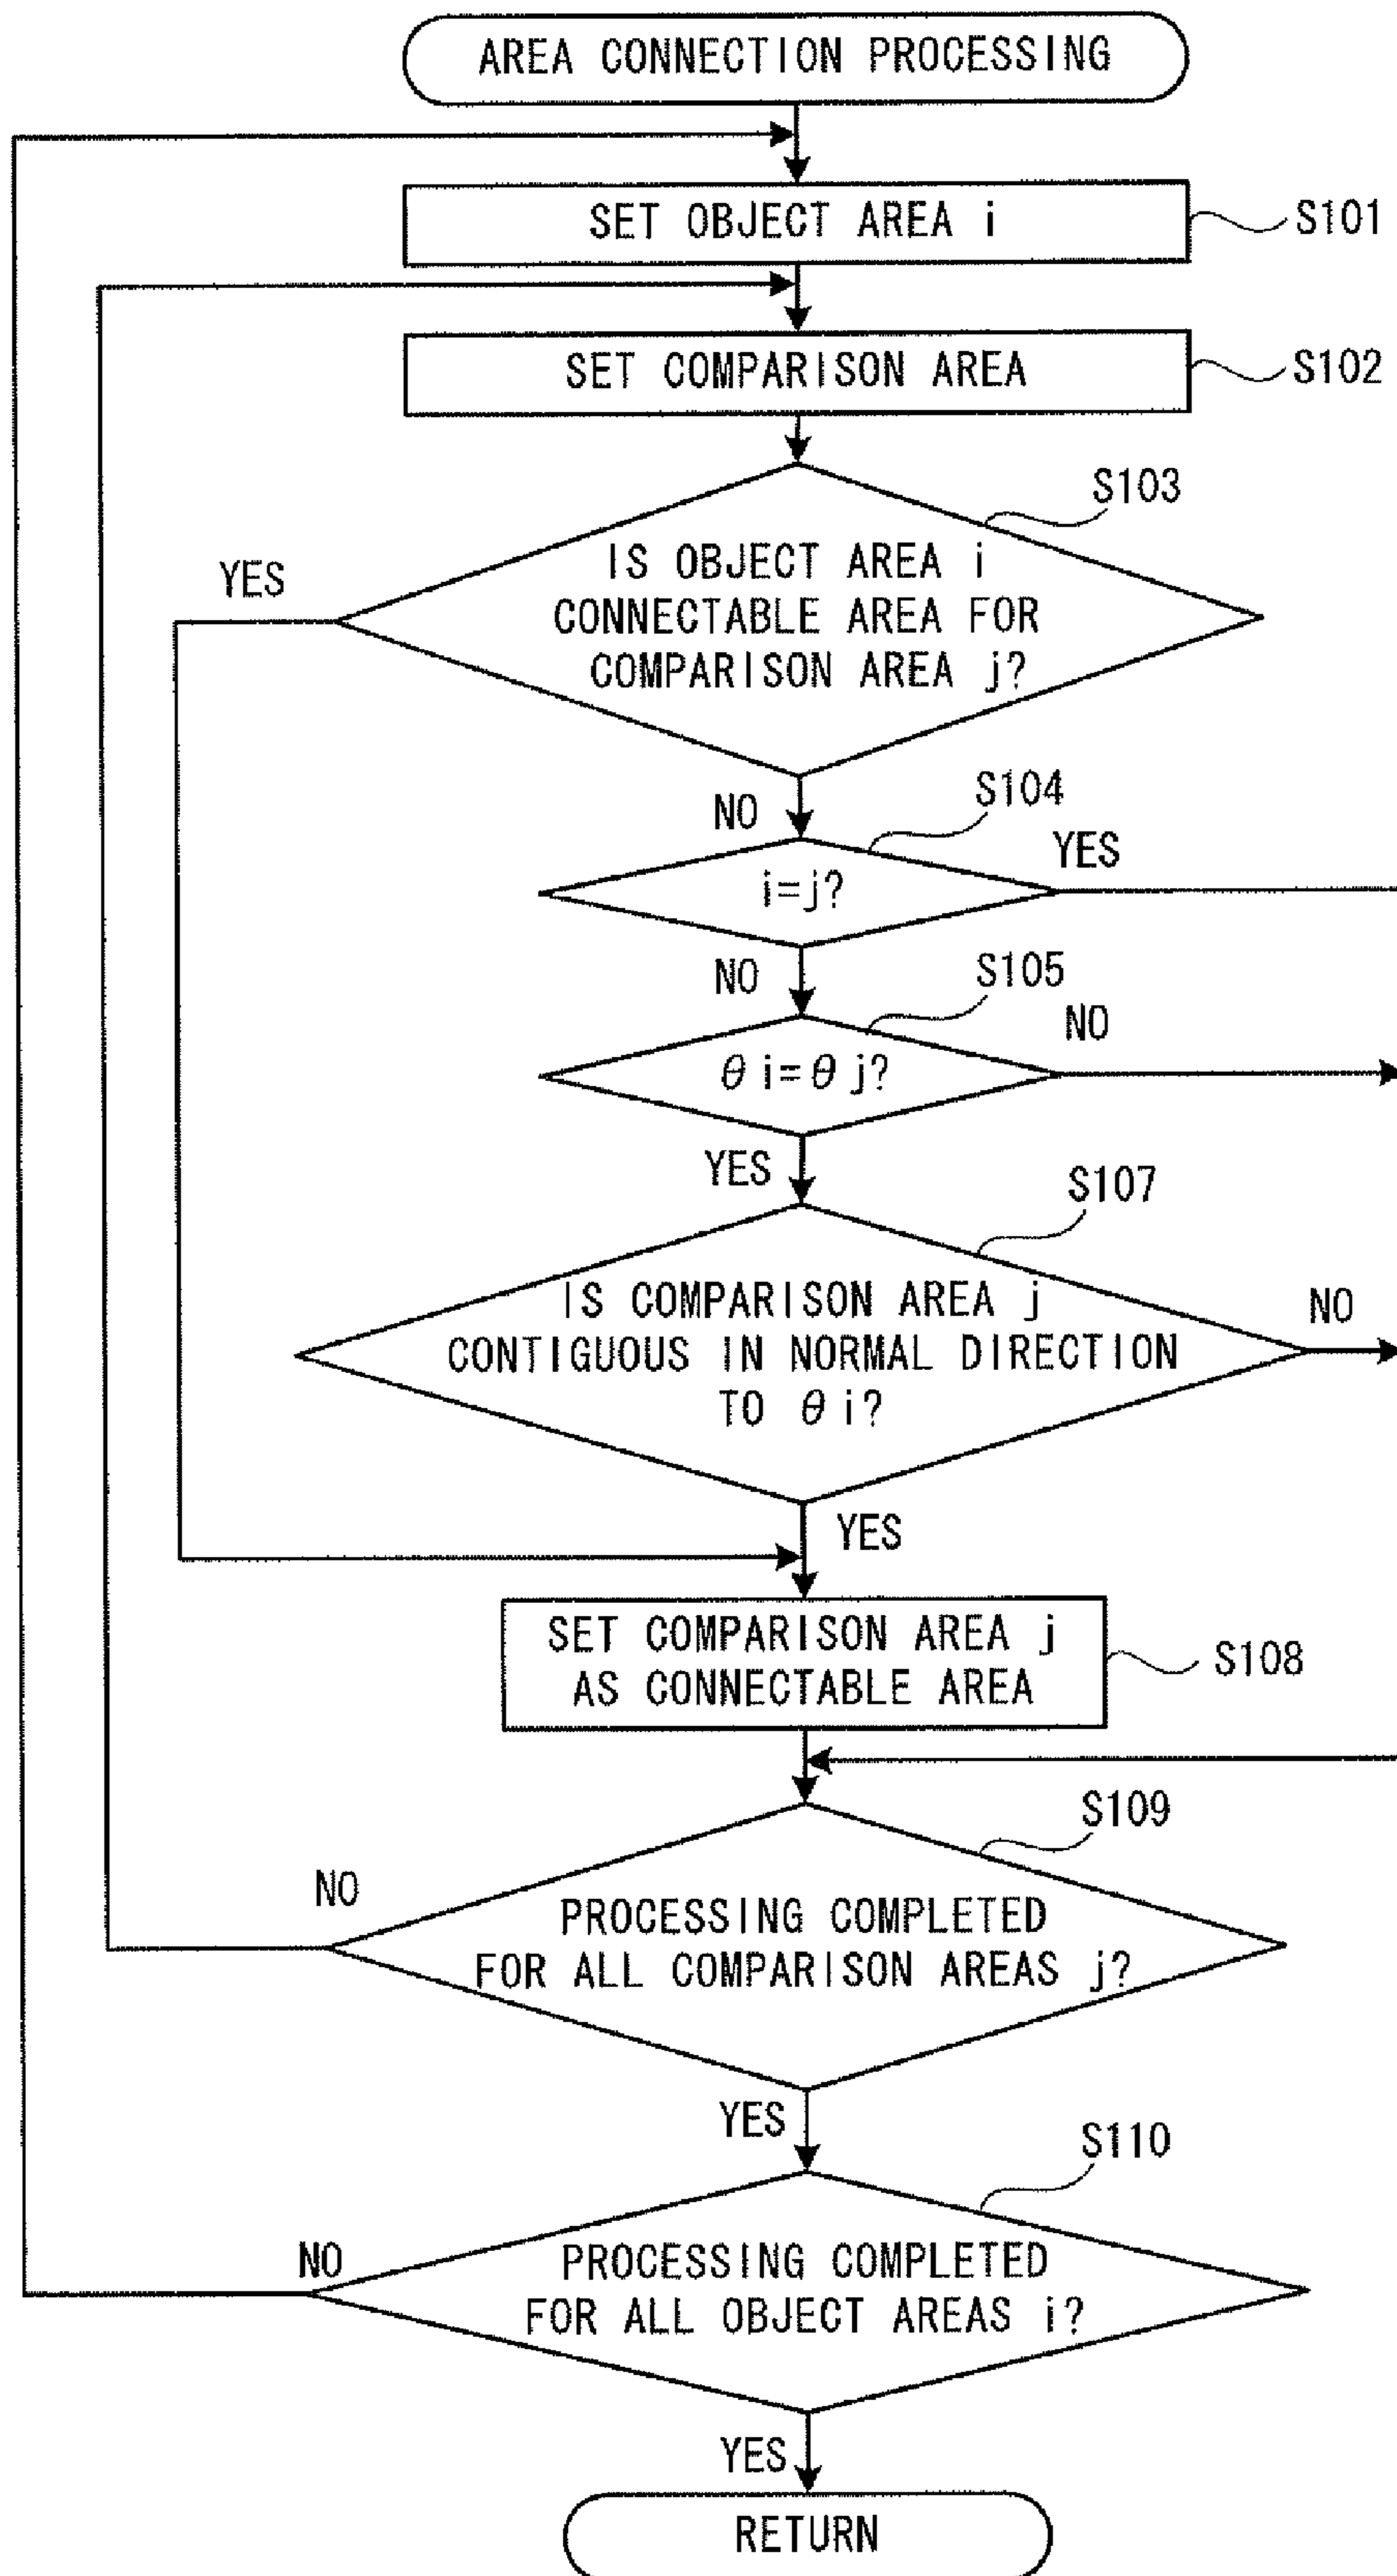 AREA CONNECTION PROCESSING
SET OBJECT AREA i
S101
SET COMPARISON AREA
S102
S103
YES
IS OBJECT AREA i
CONNECTABLE AREA FOR
COMPARISON AREA j?
NO
S104
YES
i=j?
NO
S105
NO
θi=θj?
YES
S107
IS COMPARISON AREA j
CONTIGUOUS IN NORMAL DIRECTION
TO θi?
NO
YES
SET COMPARISON AREA j
AS CONNECTABLE AREA
S108
S109
NO
PROCESSING COMPLETED
FOR ALL COMPARISON AREAS j?
YES
S110
NO
PROCESSING COMPLETED
FOR ALL OBJECT AREAS i?
YES
RETURN